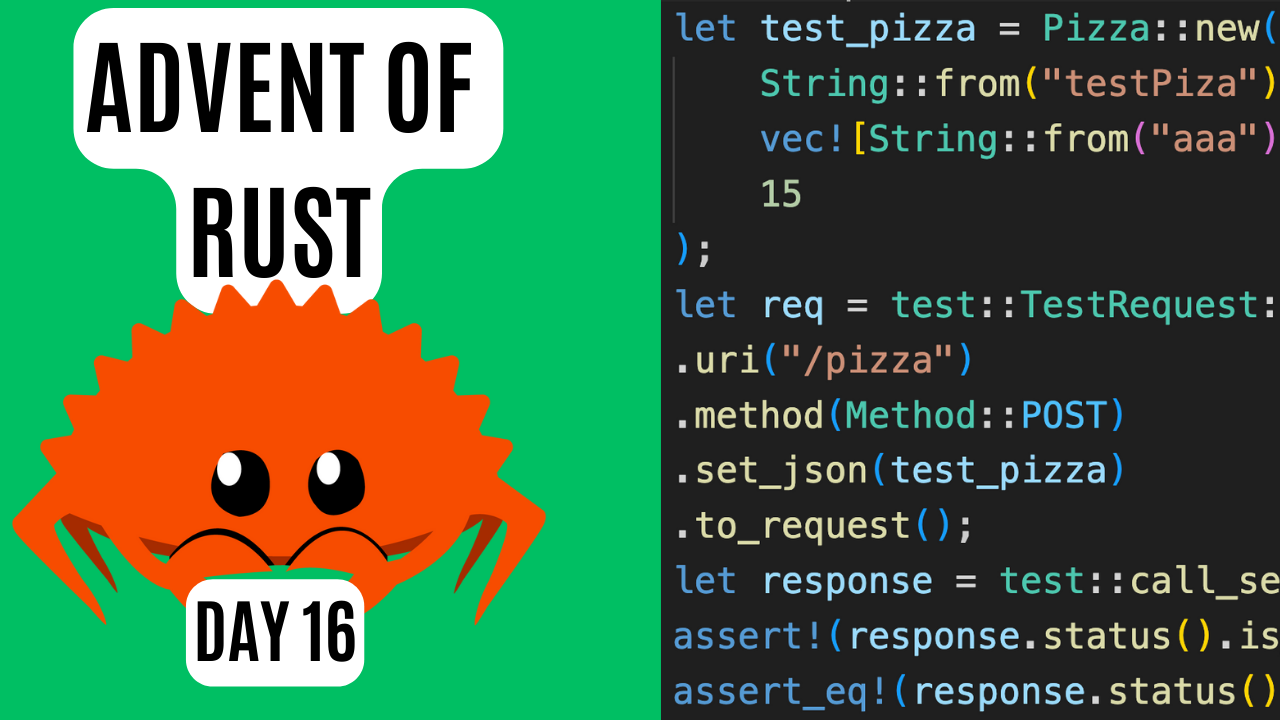 ADVENT OF
RUST
DAY 16
let test_pizza = Pizza::new(
String::from("testPiza")
vec![String::from("aaa")
15
);
let req = test::TestRequest:
.uri("/pizza")
.method(Method::POST)
.set_json(test_pizza)
.to_request();
let response = test::call_se
assert!(response.status().is
assert_eq!(response.status()